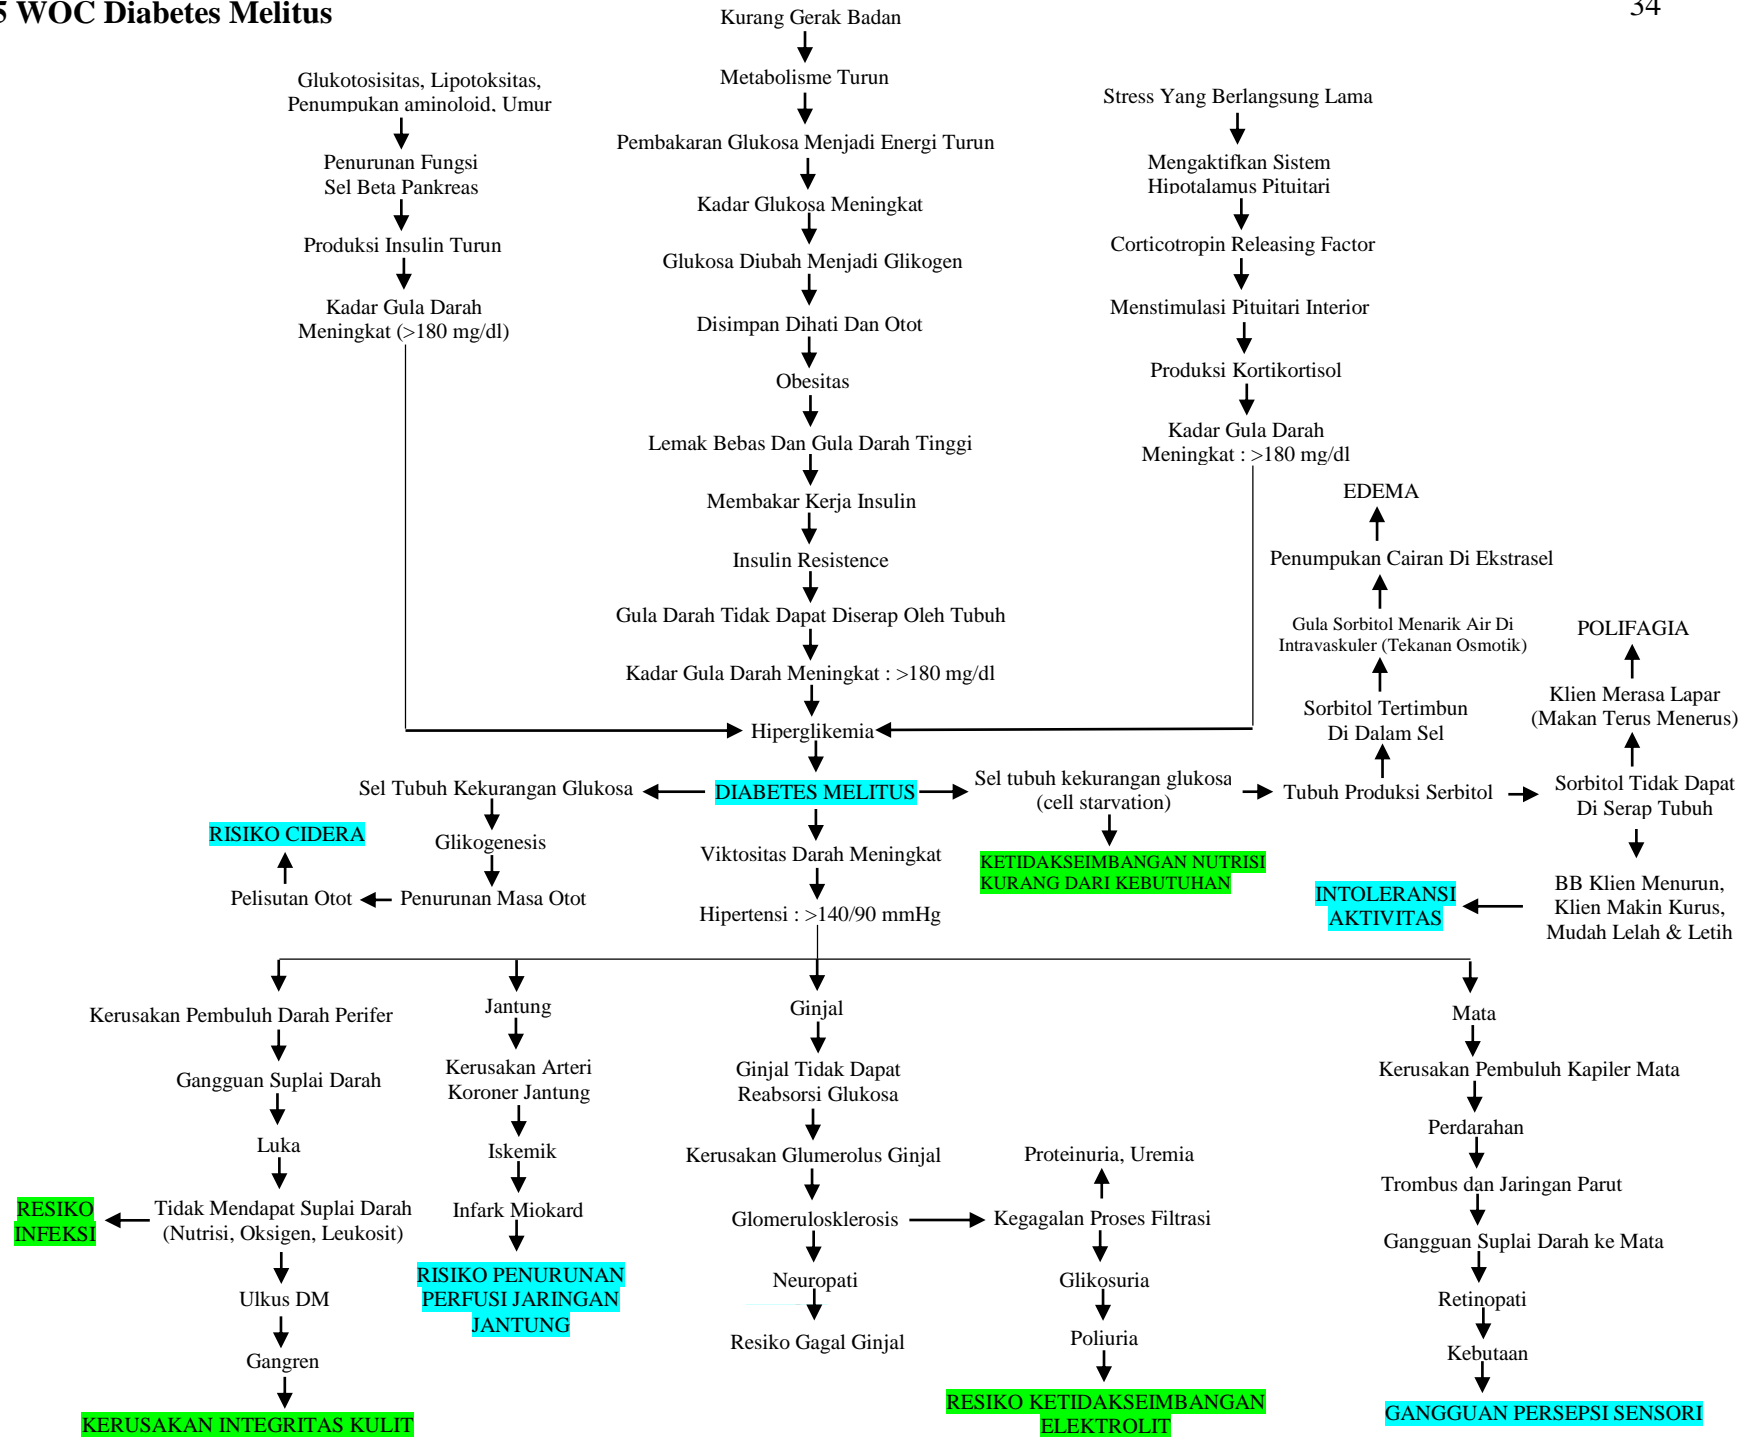 5 WOC Diabetes Melitus
34
Kurang Gerak Badan
Metabolisme Turun
Pembakaran Glukosa Menjadi Energi Turun
Kadar Glukosa Meningkat
Glukosa Diubah Menjadi Glikogen
Disimpan Dihati Dan Otot
Obesitas
Lemak Bebas Dan Gula Darah Tinggi
Membakar Kerja Insulin
Insulin Resistence
Gula Darah Tidak Dapat Diserap Oleh Tubuh
Kadar Gula Darah Meningkat : >180 mg/dl
Glukotosisitas, Lipotoksitas,
Penumpukan aminoloid, Umur
Penurunan Fungsi
Sel Beta Pankreas
Produksi Insulin Turun
Kadar Gula Darah
Meningkat (>180 mg/dl)
Stress Yang Berlangsung Lama
Mengaktifkan Sistem
Hipotalamus Pituitari
Corticotropin Releasing Factor
Menstimulasi Pituitari Interior
Produksi Kortikortisol
Kadar Gula Darah
Meningkat : >180 mg/dl
Hiperglikemia
DIABETES MELITUS
Sel Tubuh Kekurangan Glukosa
Glikogenesis
Penurunan Masa Otot
Pelisutan Otot
RISIKO CIDERA
Viktositas Darah Meningkat
Hipertensi : >140/90 mmHg
Sel tubuh kekurangan glukosa
(cell starvation)
KETIDAKSEIMBANGAN NUTRISI
KURANG DARI KEBUTUHAN
Tubuh Produksi Serbitol
Sorbitol Tertimbun
Di Dalam Sel
Gula Sorbitol Menarik Air Di
Intravaskuler (Tekanan Osmotik)
Penumpukan Cairan Di Ekstrasel
EDEMA
Sorbitol Tidak Dapat
Di Serap Tubuh
Klien Merasa Lapar
(Makan Terus Menerus)
POLIFAGIA
BB Klien Menurun,
Klien Makin Kurus,
Mudah Lelah & Letih
INTOLERANSI
AKTIVITAS
Kerusakan Pembuluh Darah Perifer
Gangguan Suplai Darah
Luka
Tidak Mendapat Suplai Darah
(Nutrisi, Oksigen, Leukosit)
RESIKO
INFEKSI
Ulkus DM
Gangren
KERUSAKAN INTEGRITAS KULIT
Jantung
Kerusakan Arteri
Koroner Jantung
Iskemik
Infark Miokard
RISIKO PENURUNAN
PERFUSI JARINGAN
JANTUNG
Ginjal
Ginjal Tidak Dapat
Reabsorsi Glukosa
Kerusakan Glumerolus Ginjal
Glomerulosklerosis
Neuropati
Resiko Gagal Ginjal
Proteinuria, Uremia
Kegagalan Proses Filtrasi
Glikosuria
Poliuria
RESIKO KETIDAKSEIMBANGAN
ELEKTROLIT
Mata
Kerusakan Pembuluh Kapiler Mata
Perdarahan
Trombus dan Jaringan Parut
Gangguan Suplai Darah ke Mata
Retinopati
Kebutaan
GANGGUAN PERSEPSI SENSORI